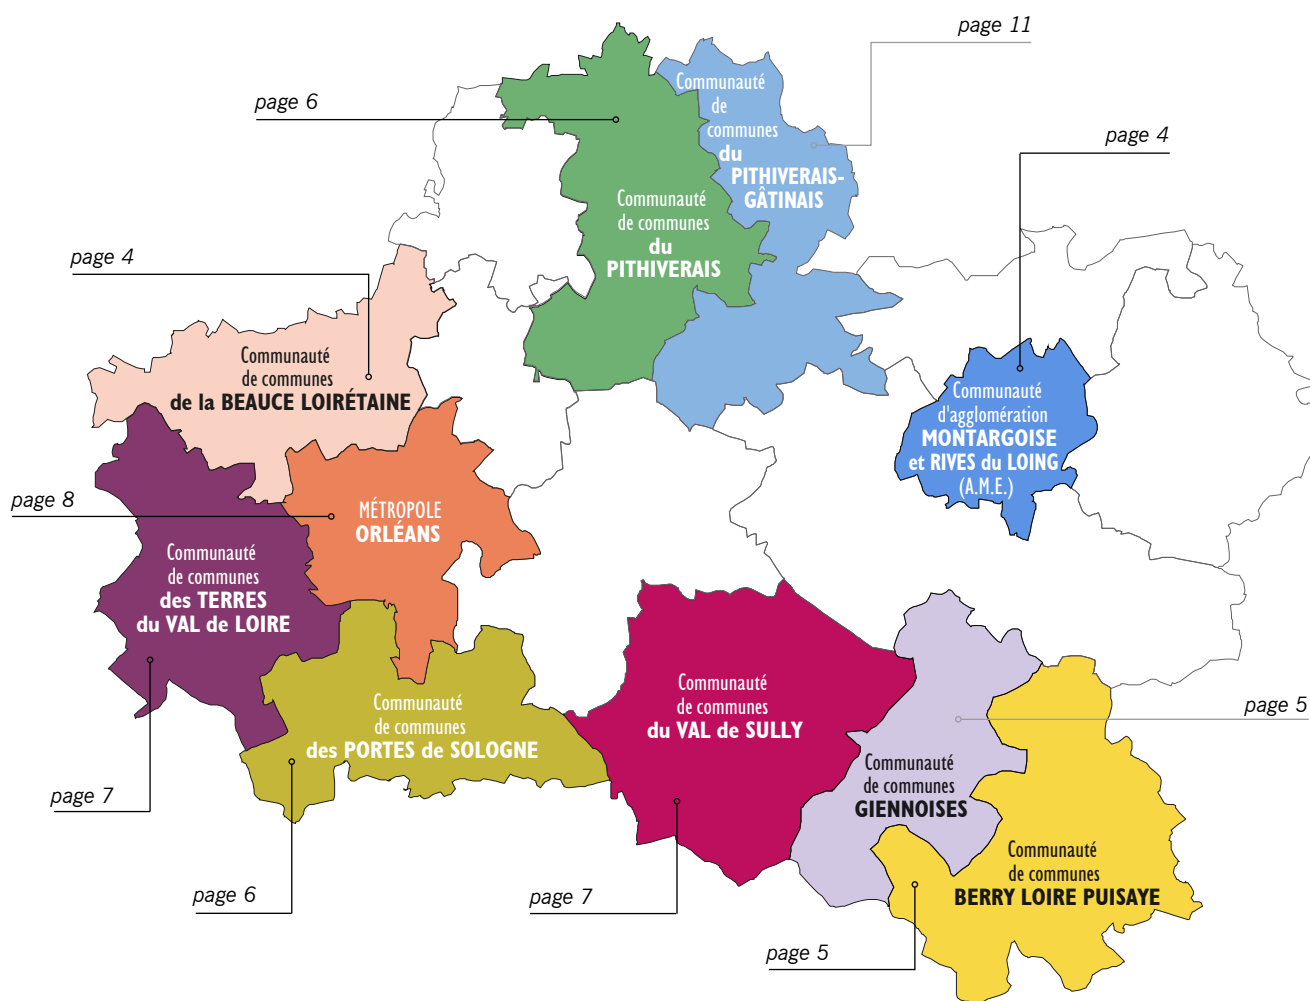 page 11
page 6
Communauté
de
communes
du
PITHIVERAIS-
GÂTINAIS
page 4
Communauté
de communes
du
PITHIVERAIS
page 4
Communauté
de communes
de la BEAUCE LOIRÉTAINE
Communauté
d'agglomération
MONTARGOISE
et RIVES du LOING
(A.M.E.)
page 8
MÉTROPOLE
ORLÉANS
Communauté
de communes
des TERRES
du VAL de LOIRE
Communauté
de communes
des PORTES de SOLOGNE
Communauté
de communes
du VAL de SULLY
page 5
Communauté
de communes
GIENNOISES
page 7
Communauté
de communes
BERRY LOIRE PUISAYE
page 6
page 7
page 5